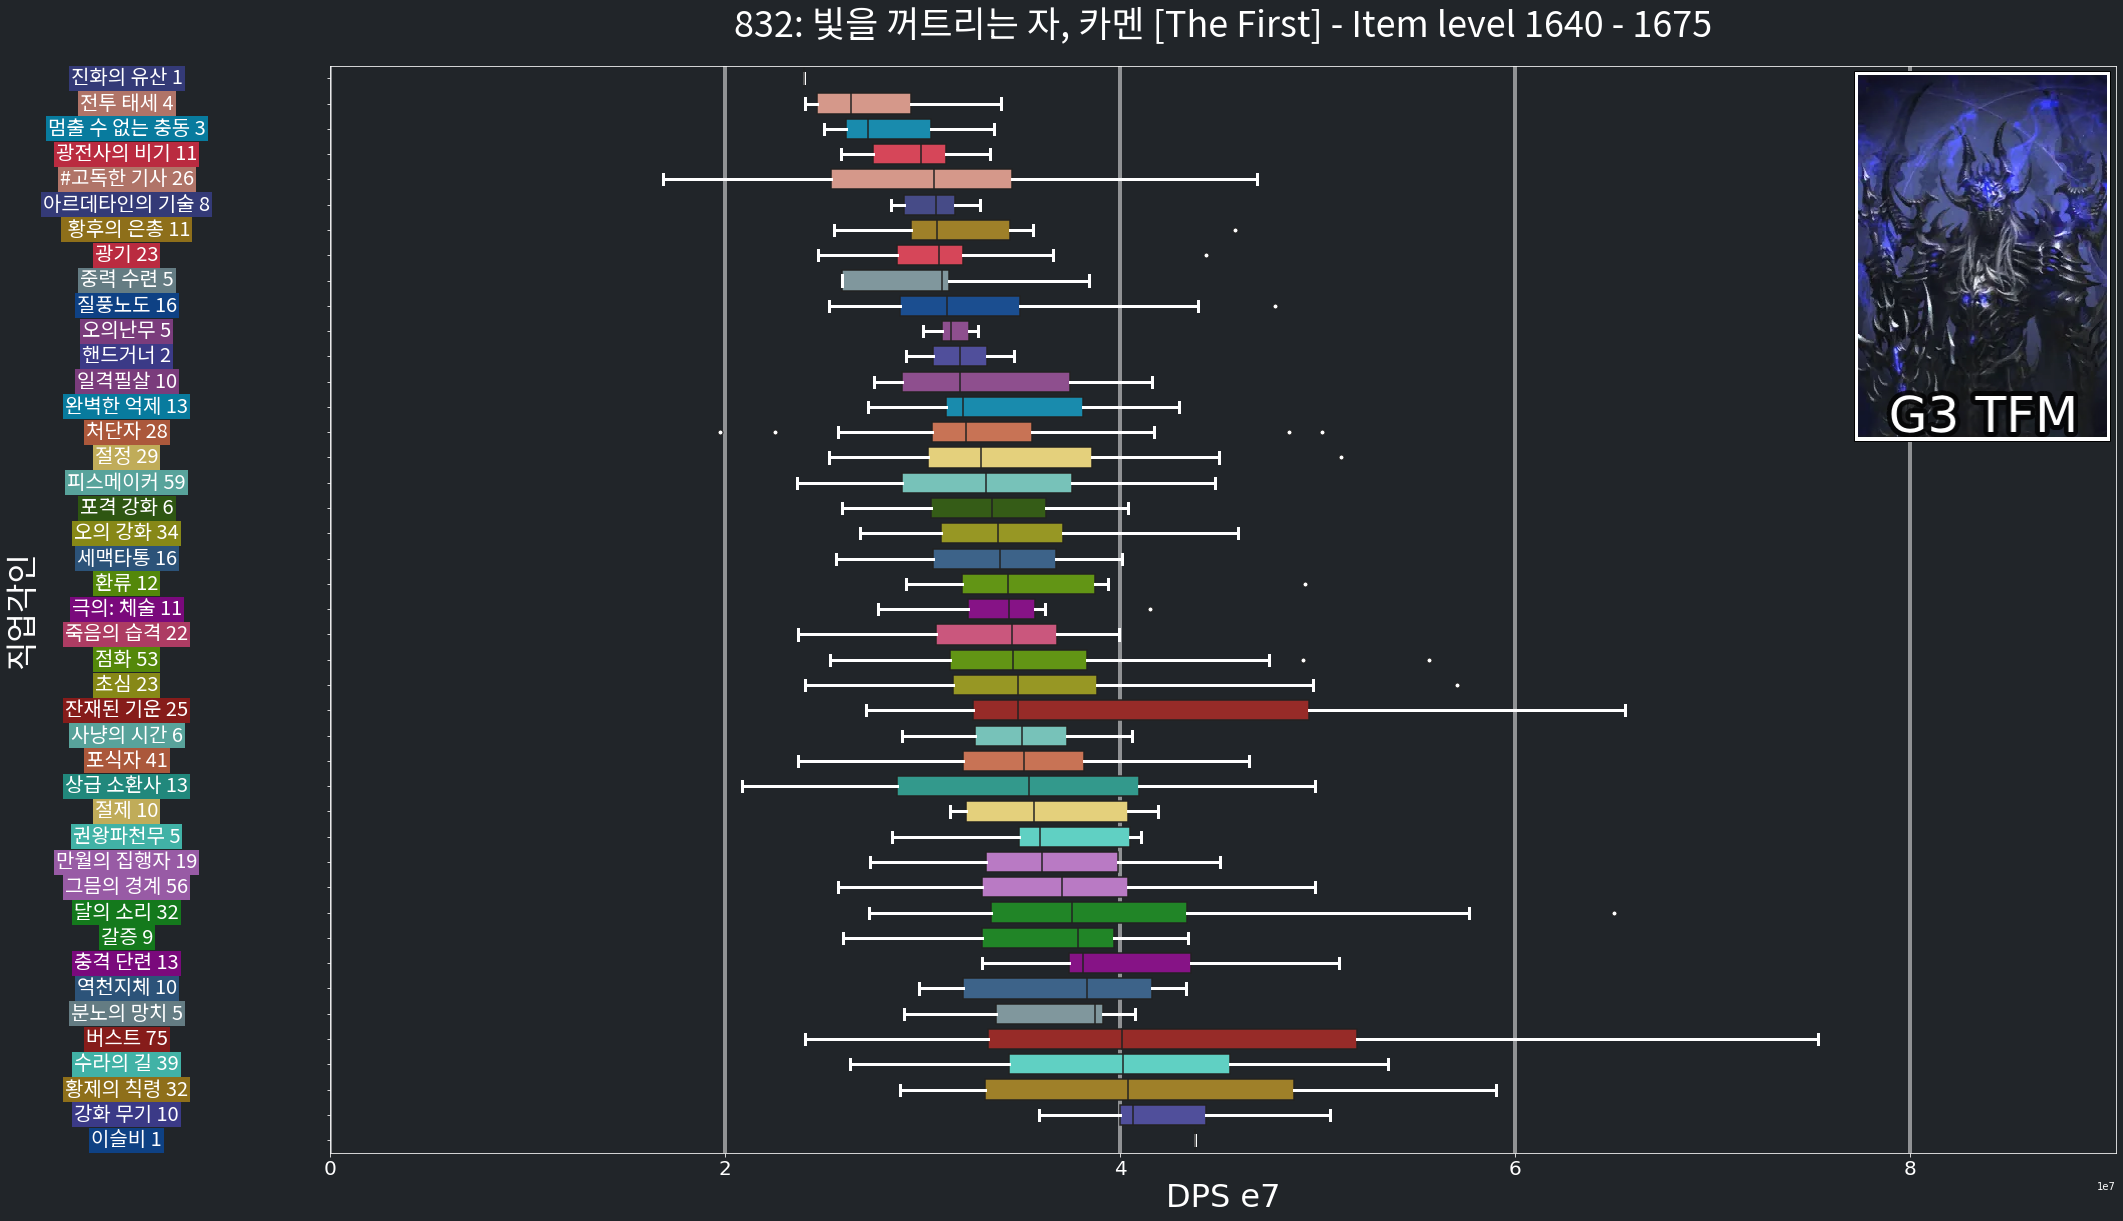 832: 빛을 꺼트리는 자, 카멘 [The First] - Item level 1640 - 1675
진화의 유산 1
전투 태세 4
멈출 수 없는 충동 3
광전사의 비기 11
#고독한 기사 26
아르데타인의 기술 8
황후의 은총 11
광기 23
중력 수련 5
질풍노도 16
오의난무 5
핸드거너 2
일격필살 10
완벽한 억제 13
처단자 28
절정 29
피스메이커 59
포격 강화 6
오의 강화 34
세맥타통 16
환류 12
극의: 체술 11
죽음의 습격 22
점화 53
초심 23
잔재된 기운 25
사냥의 시간 6
포식자 41
상급 소환사 13
절제 10
권왕파천무 5
만월의 집행자 19
그믐의 경계 56
달의 소리 32
갈증 9
충격 단련 13
역천지체 10
분노의 망치 5
버스트 75
수라의 길 39
황제의 칙령 32
강화 무기 10
이슬비 1
직업각인
G3 TFM
0 2 4 6 8
DPS e7
1e7